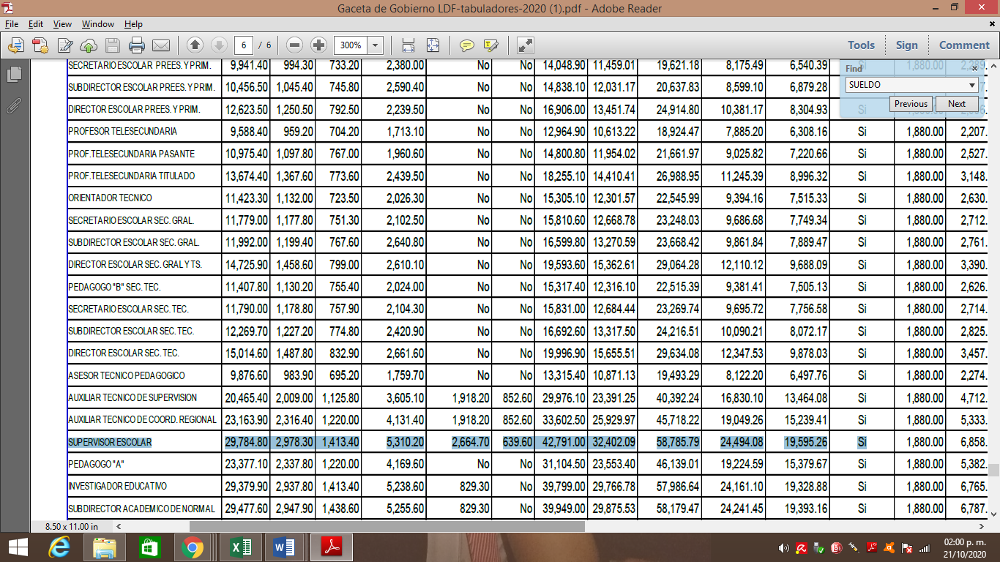 Gaceta de Gobierno LDF-tabuladores-2020 (1).pdf - Adobe Reader
File Edit View Window Help
6 / 6 300% Tools Sign Comment
Find
SUELDO
Previous Next
SECRETARIO ESCOLAR PREES. Y PRIM. 9,941.40 994.30 733.20 2,380.00 No No 14,048.90 11,459.01 19,621.18 8,175.49 6,540.39 Si 1,880.00 2,289.
SUBDIRECTOR ESCOLAR PREES. Y PRIM. 10,456.50 1,045.40 745.80 2,590.40 No No 14,838.10 12,031.17 20,637.83 8,599.10 6,879.28
DIRECTOR ESCOLAR PREES. Y PRIM. 12,623.50 1,250.50 792.50 2,239.50 No No 16,906.00 13,451.74 24,914.80 10,381.17 8,304.93 Si
PROFESOR TELESECUNDARIA 9,588.40 959.20 704.20 1,713.10 No No 12,964.90 10,613.22 18,924.47 7,885.20 6,308.16 Si 1,880.00 2,207.
PROF.TELESECUNDARIA PASANTE 10,975.40 1,097.80 767.00 1,960.60 No No 14,800.80 11,954.02 21,661.97 9,025.82 7,220.66 Si 1,880.00 2,527.
PROF.TELESECUNDARIA TITULADO 13,674.40 1,367.60 773.60 2,439.50 No No 18,255.10 14,410.41 26,988.95 11,245.39 8,996.32 Si 1,880.00 3,148.
ORIENTADOR TECNICO 11,423.30 1,132.00 723.50 2,026.30 No No 15,305.10 12,301.57 22,545.99 9,394.16 7,515.33 Si 1,880.00 2,630.
SECRETARIO ESCOLAR SEC. GRAL. 11,779.00 1,177.80 751.30 2,102.50 No No 15,810.60 12,668.78 23,248.03 9,686.68 7,749.34 Si 1,880.00 2,712.
SUBDIRECTOR ESCOLAR SEC. GRAL. 11,992.00 1,199.40 767.60 2,640.80 No No 16,599.80 13,270.59 23,668.42 9,861.84 7,889.47 Si 1,880.00 2,761.
DIRECTOR ESCOLAR SEC. GRAL Y TS. 14,725.90 1,458.60 799.00 2,610.10 No No 19,593.60 15,362.61 29,064.28 12,110.12 9,688.09 Si 1,880.00 3,390.
PEDAGOGO "B" SEC. TEC. 11,407.80 1,130.20 755.40 2,024.00 No No 15,317.40 12,316.10 22,515.39 9,381.41 7,505.13 Si 1,880.00 2,626.
SECRETARIO ESCOLAR SEC. TEC. 11,790.00 1,178.80 757.90 2,104.30 No No 15,831.00 12,684.44 23,269.74 9,695.72 7,756.58 Si 1,880.00 2,714.
SUBDIRECTOR ESCOLAR SEC. TEC. 12,269.70 1,227.20 774.80 2,420.90 No No 16,692.60 13,317.50 24,216.51 10,090.21 8,072.17 Si 1,880.00 2,825.
DIRECTOR ESCOLAR SEC. TEC. 15,014.60 1,487.80 832.90 2,661.60 No No 19,996.90 15,655.51 29,634.08 12,347.53 9,878.03 Si 1,880.00 3,457.
ASESOR TECNICO PEDAGOGICO 9,876.60 983.90 695.20 1,759.70 No No 13,315.40 10,871.13 19,493.29 8,122.20 6,497.76 Si 1,880.00 2,274.
AUXILIAR TECNICO DE SUPERVISION 20,465.40 2,009.00 1,125.80 3,605.10 1,918.20 852.60 29,976.10 23,391.25 40,392.24 16,830.10 13,464.08 Si 1,880.00 4,712.
AUXILIAR TECNICO DE COORD. REGIONAL 23,163.90 2,316.40 1,220.00 4,131.40 1,918.20 852.60 33,602.50 25,929.97 45,718.22 19,049.26 15,239.41 Si 1,880.00 5,333.
SUPERVISOR ESCOLAR 29,784.80 2,978.30 1,413.40 5,310.20 2,664.70 639.60 42,791.00 32,402.09 58,785.79 24,494.08 19,595.26 Si 1,880.00 6,858.
PEDAGOGO "A" 23,377.10 2,337.80 1,220.00 4,169.60 No No 31,104.50 23,553.40 46,139.01 19,224.59 15,379.67 Si 1,880.00 5,382.
INVESTIGADOR EDUCATIVO 29,379.90 2,937.80 1,413.40 5,238.60 829.30 No 39,799.00 29,766.78 57,986.64 24,161.10 19,328.88 Si 1,880.00 6,765.
SUBDIRECTOR ACADEMICO DE NORMAL 29,477.60 2,947.90 1,438.60 5,255.60 829.30 No 39,949.00 29,875.53 58,179.47 24,241.45 19,393.16 Si 1,880.00 6,787.
8.50 x 11.00 in
02:00 p. m.
21/10/2020